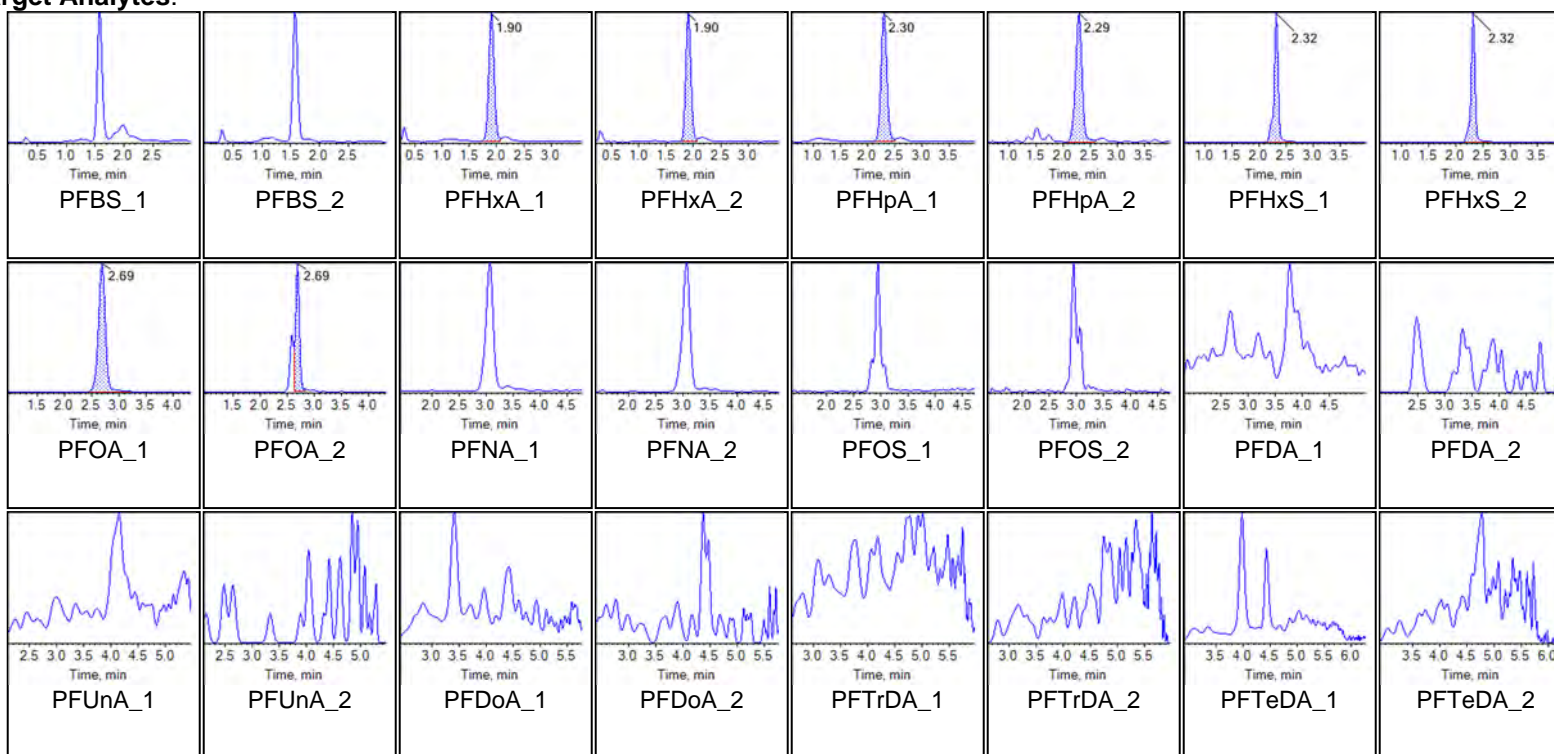 arget Analytes:
1.90 1.90 2.30 2.29 2.32 2.32
0.5 1.0 1.5 2.0 2.5 0.5 1.0 1.5 2.0 2.5 0.5 1.0 1.5 2.0 2.5 3.0 0.5 1.0 1.5 2.0 2.5 3.0 1.0 1.5 2.0 2.5 3.0 3.5 1.0 1.5 2.0 2.5 3.0 3.5 1.0 1.5 2.0 2.5 3.0 3.5 1.0 1.5 2.0 2.5 3.0 3.5
Time, min Time, min Time, min Time, min Time, min Time, min Time, min Time, min
PFBS_1 PFBS_2 PFHxA_1 PFHxA_2 PFHpA_1 PFHpA_2 PFHxS_1 PFHxS_2
2.69 2.69
1.5 2.0 2.5 3.0 3.5 4.0 1.5 2.0 2.5 3.0 3.5 4.0 2.0 2.5 3.0 3.5 4.0 4.5 2.0 2.5 3.0 3.5 4.0 4.5 2.0 2.5 3.0 3.5 4.0 4.5 2.0 2.5 3.0 3.5 4.0 4.5 2.5 3.0 3.5 4.0 4.5 2.5 3.0 3.5 4.0 4.5
Time, min Time, min Time, min Time, min Time, min Time, min Time, min Time, min
PFOA_1 PFOA_2 PFNA_1 PFNA_2 PFOS_1 PFOS_2 PFDA_1 PFDA_2
2.5 3.0 3.5 4.0 4.5 5.0 2.5 3.0 3.5 4.0 4.5 5.0 3.0 3.5 4.0 4.5 5.0 5.5 3.0 3.5 4.0 4.5 5.0 5.5 3.0 3.5 4.0 4.5 5.0 5.5 3.0 3.5 4.0 4.5 5.0 5.5 3.5 4.0 4.5 5.0 5.5 6.0 3.5 4.0 4.5 5.0 5.5 6.0
Time, min Time, min Time, min Time, min Time, min Time, min Time, min Time, min
PFUnA_1 PFUnA_2 PFDoA_1 PFDoA_2 PFTrDA_1 PFTrDA_2 PFTeDA_1 PFTeDA_2